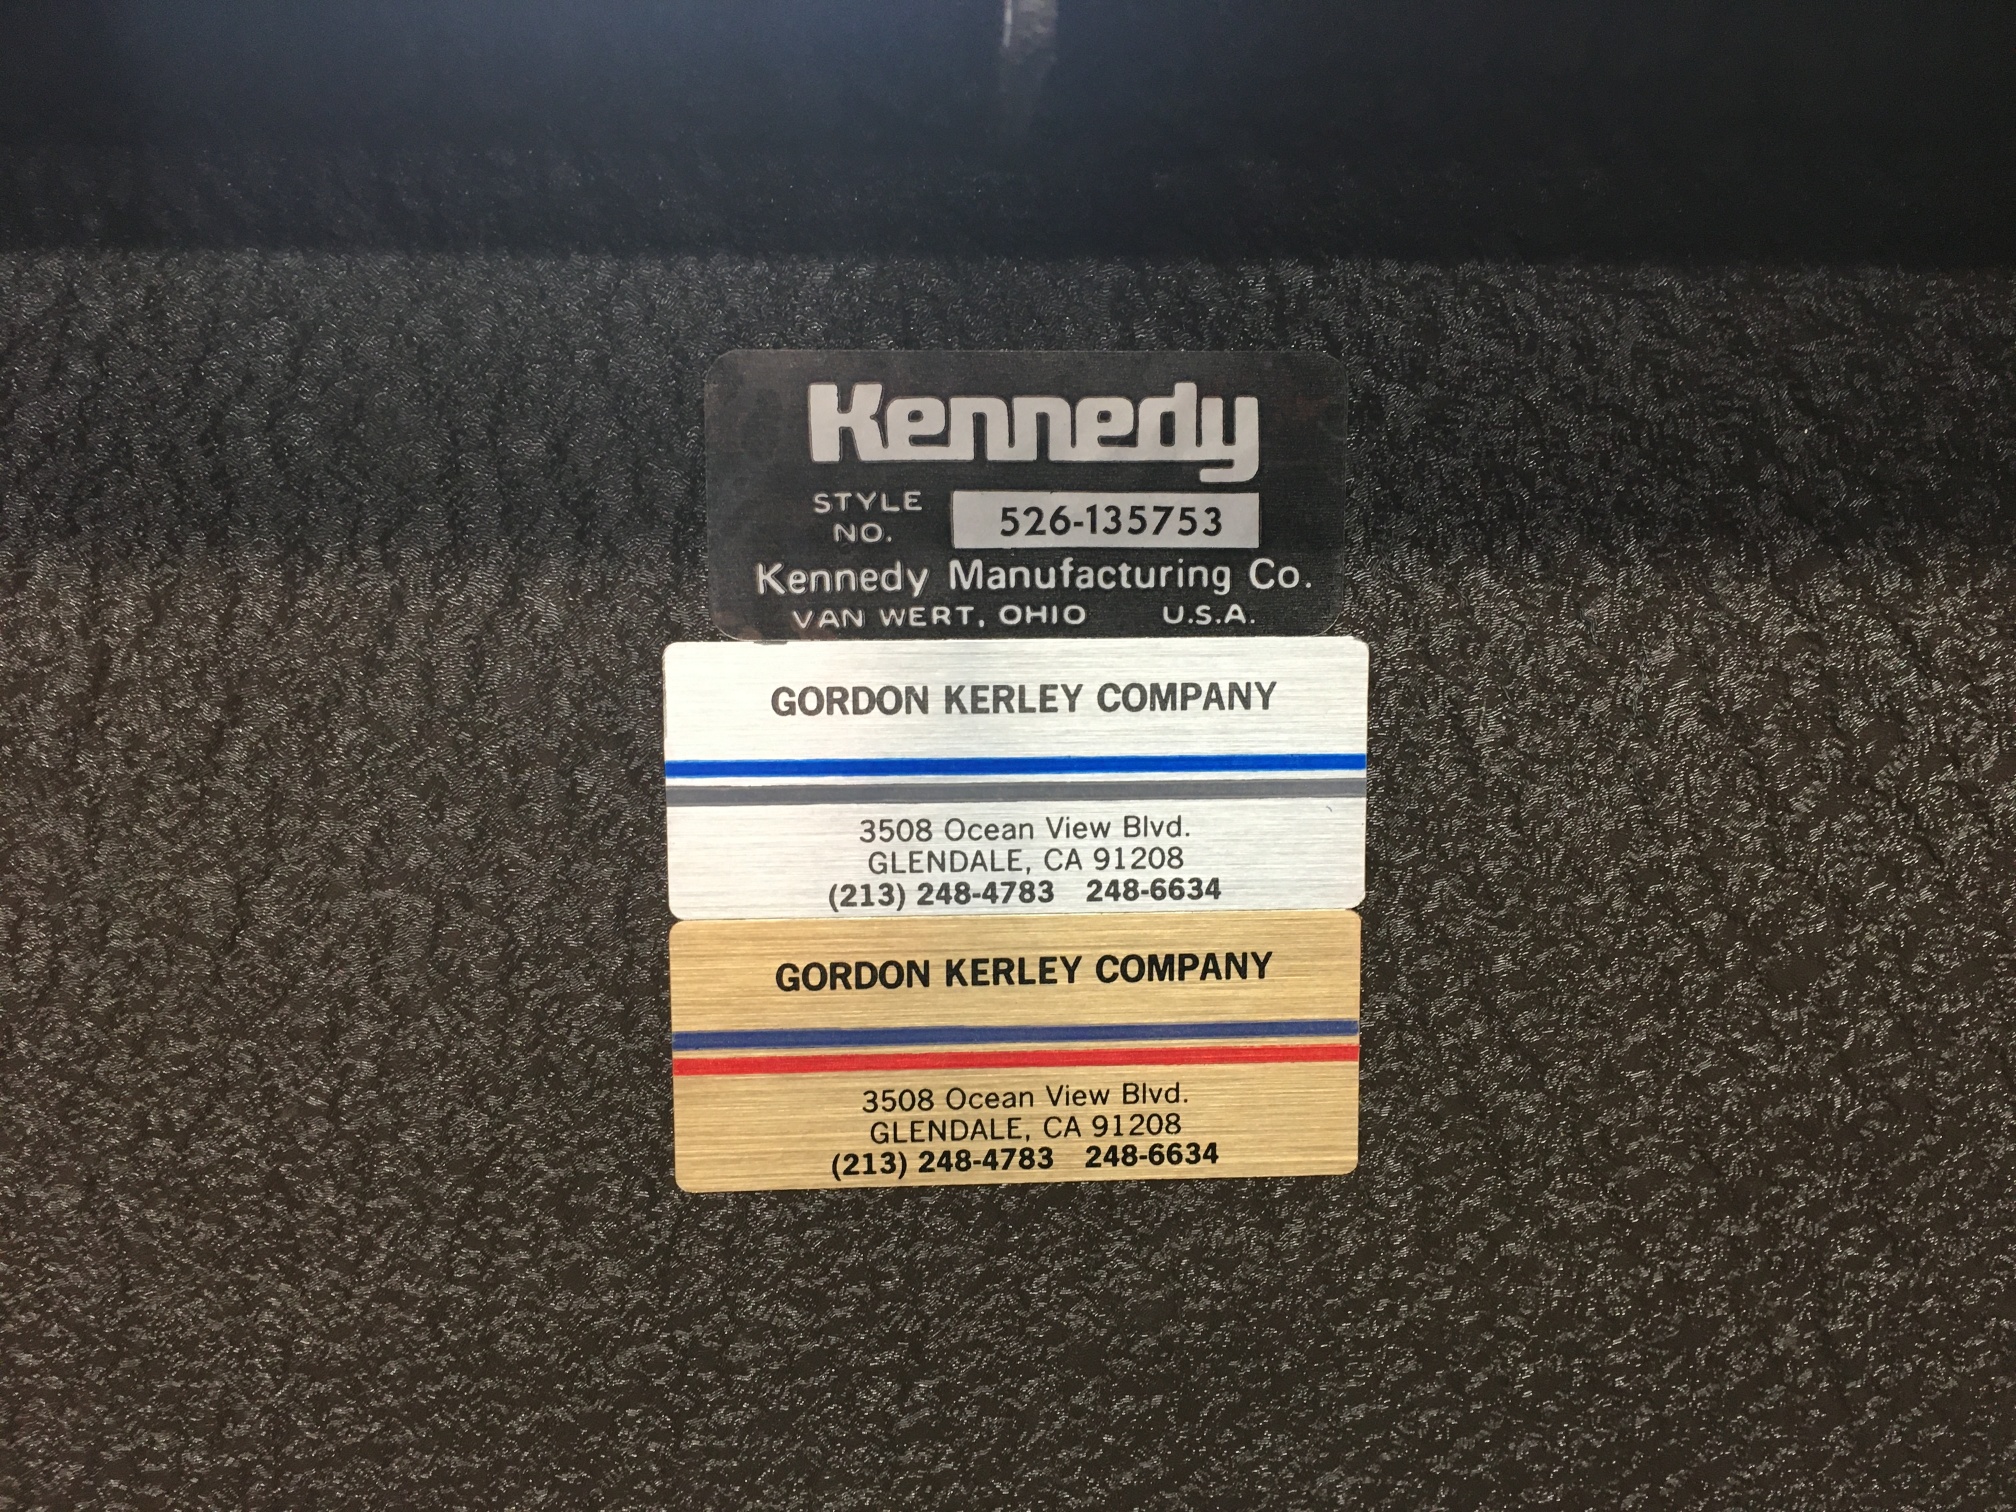 Kennedy
STYLE NO. 526-135753
Kennedy Manufacturing Co.
VAN WERT, OHIO U.S.A.
GORDON KERLEY COMPANY
3508 Ocean View Blvd.
GLENDALE, CA 91208
(213) 248-4783 248-6634
GORDON KERLEY COMPANY
3508 Ocean View Blvd.
GLENDALE, CA 91208
(213) 248-4783 248-6634